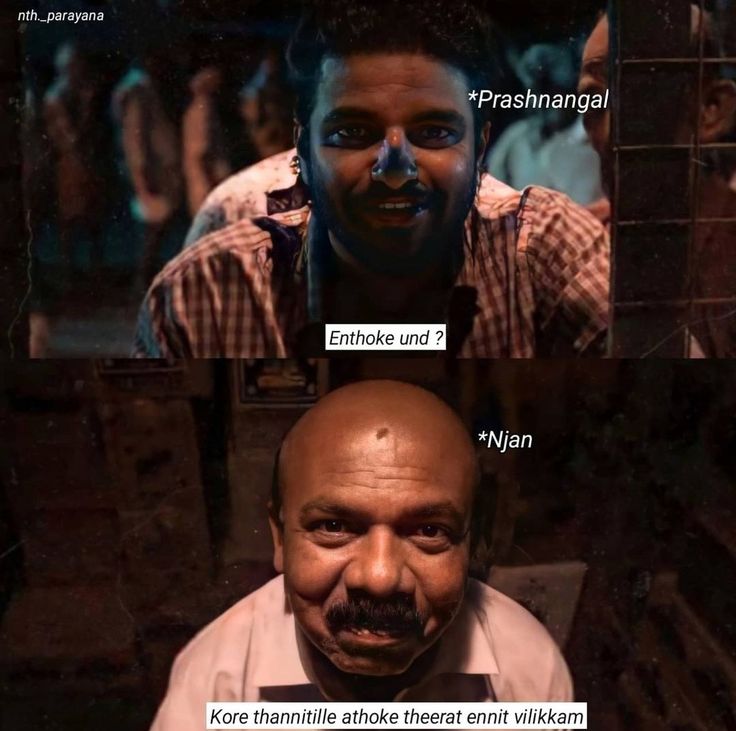 nth._parayana
*Prashnangal
Enthoke und ?
*Njan
Kore thannitille athoke theerat ennit vilikkam